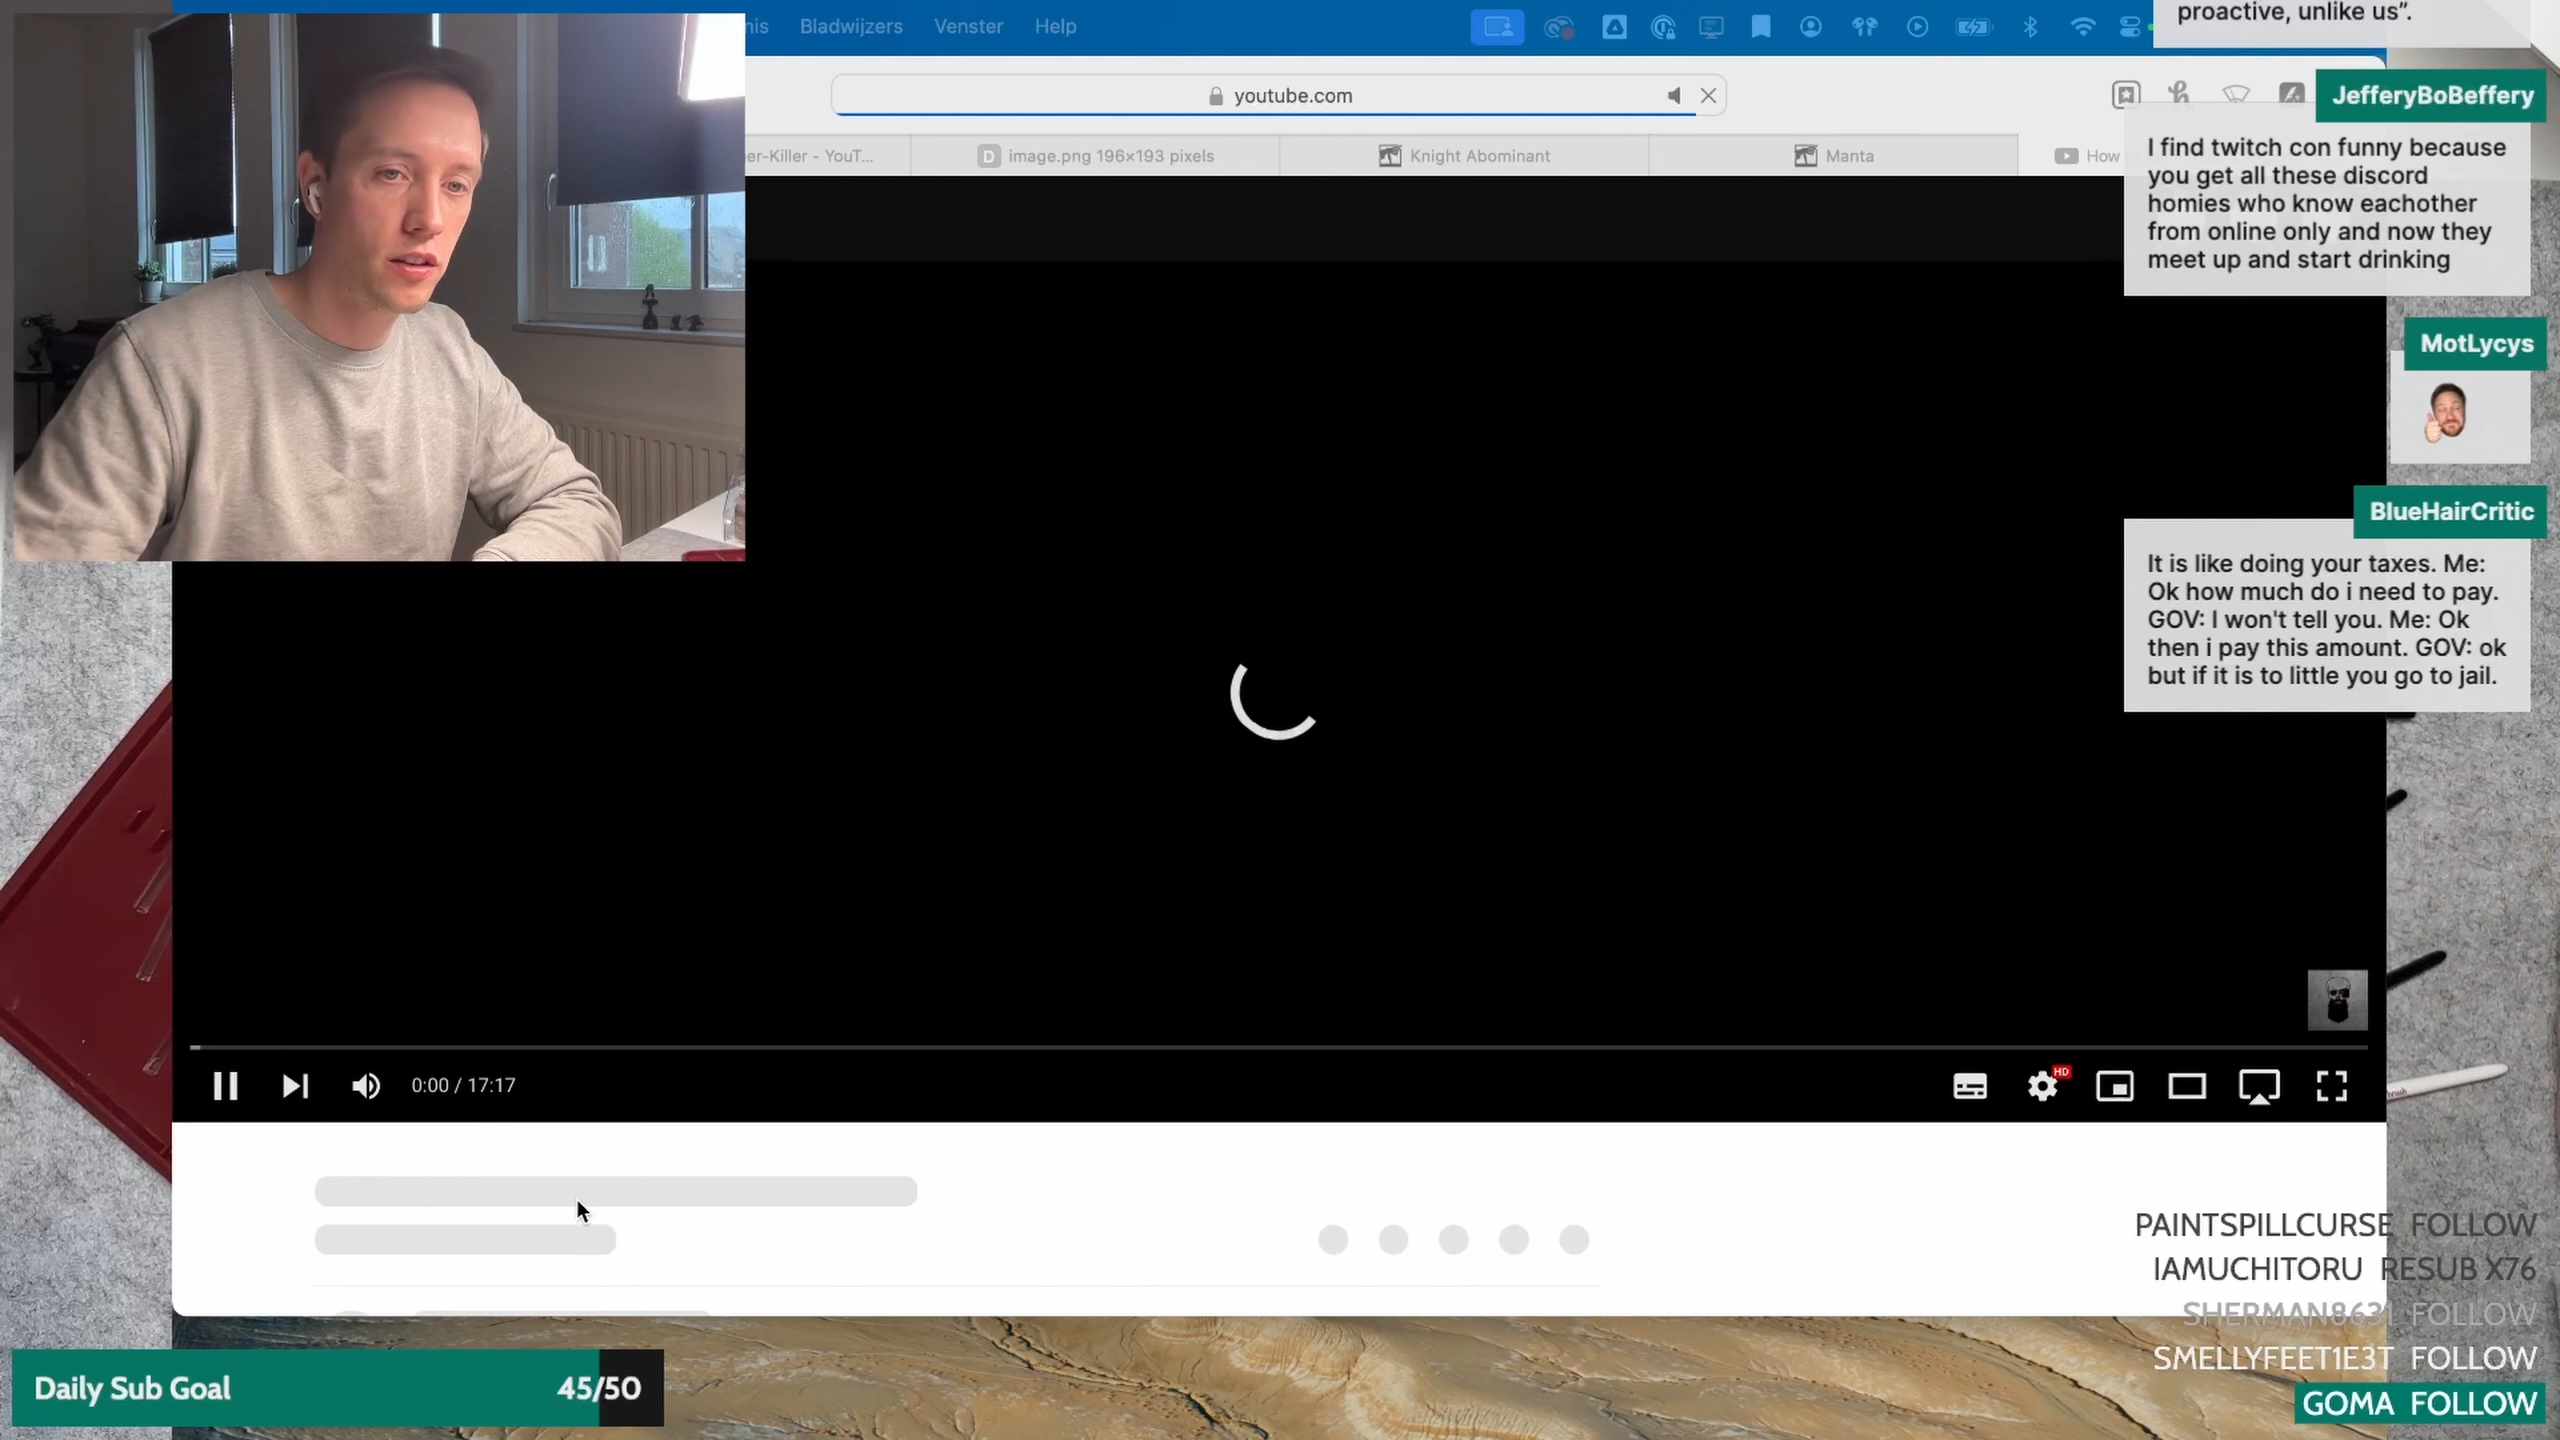 nis Bladwijzers Venster Help
proactive, unlike us".
youtube.com
er-Killer - YouT...
image.png 196×193 pixels
Knight Abominant
Manta
How
JefferyBoBeffery
I find twitch con funny because
you get all these discord
homies who know eachother
from online only and now they
meet up and start drinking
MotLycys
BlueHairCritic
It is like doing your taxes. Me:
Ok how much do i need to pay.
GOV: I won't tell you. Me: Ok
then i pay this amount. GOV: ok
but if it is to little you go to jail.
0:00 / 17:17
HD
PAINTSPILLCURSE FOLLOW
IAMUCHITORU RESUB X76
SHERMAN8631 FOLLOW
SMELLYFEET1E3T FOLLOW
GOMA FOLLOW
Daily Sub Goal 45/50